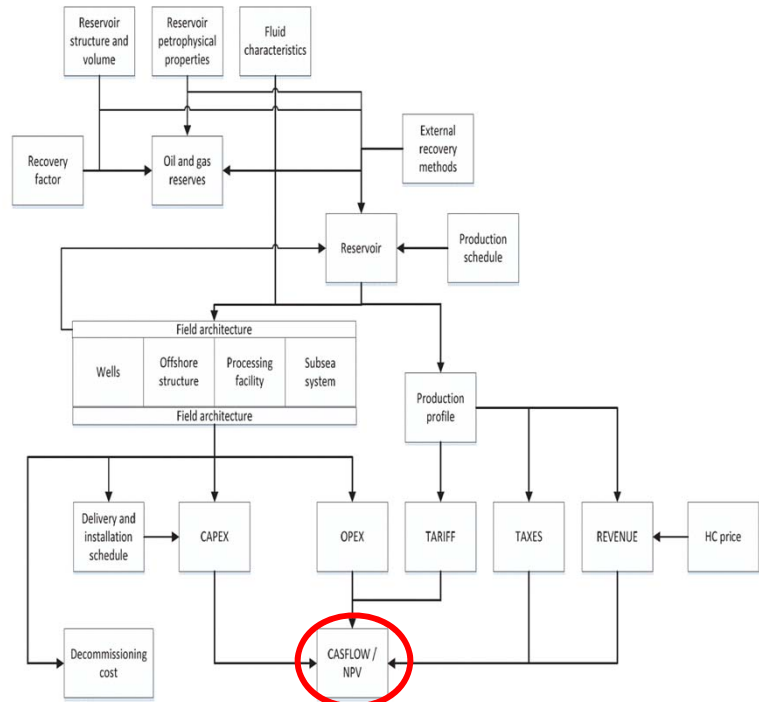 Reservoir
structure and
volume
Reservoir
petrophysical
properties
Fluid
characteristics
Recovery
factor
Oil and gas
reserves
External
recovery
methods
Reservoir
Production
schedule
Field architecture
Wells
Offshore
structure
Processing
facility
Subsea
system
Field architecture
Production
profile
Delivery and
installation
schedule
CAPEX
OPEX
TARIFF
TAXES
REVENUE
HC price
Decommissioning
cost
CASFLOW /
NPV